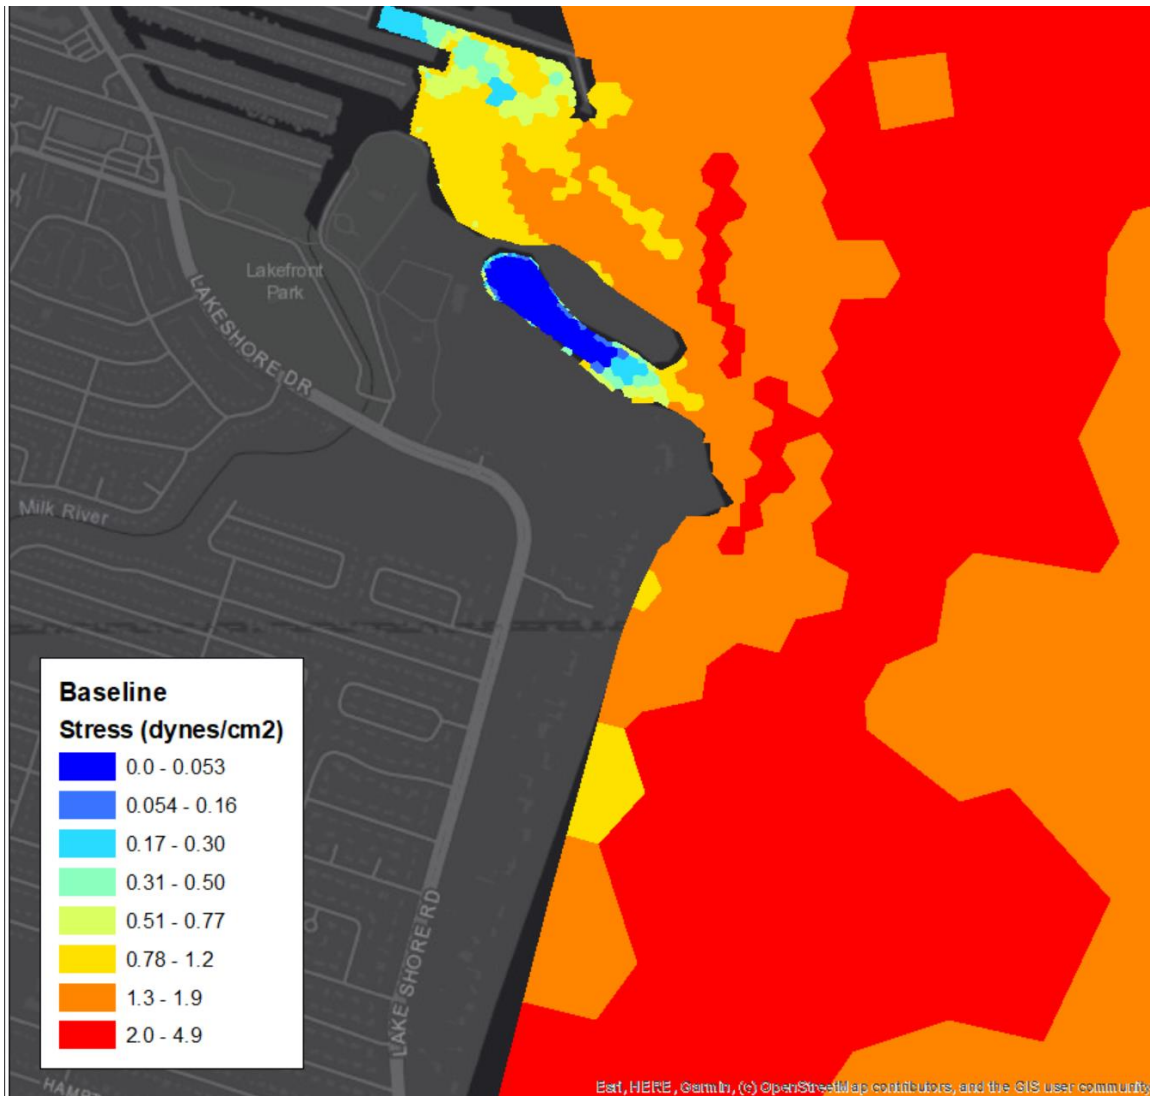 Lakefront
Park
LAKESHORE DR
Milk River
Baseline
Stress (dynes/cm2)
0.0 - 0.053
0.054 - 0.16
0.17 - 0.30
0.31 - 0.50
0.51 - 0.77
0.78 - 1.2
1.3 - 1.9
2.0 - 4.9
LAKE SHORE RD
Esri, HERE, Garmin, (c) OpenStreetMap contributors, and the GIS user community